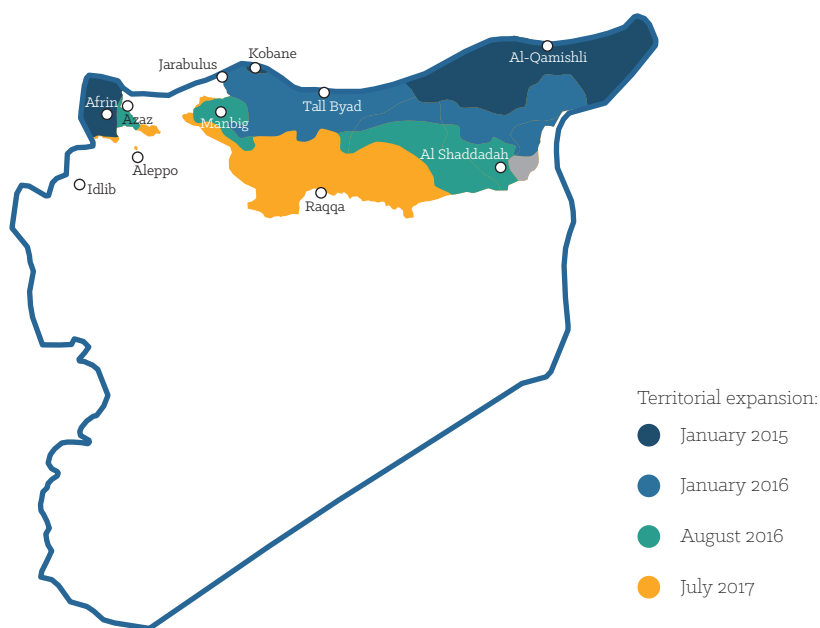 Kobane
Jarabulus
Al-Qamishli
Afrin
Azaz
Tall Byad
Manbig
Al Shaddadah
Aleppo
Idlib
Raqqa
Territorial expansion:
January 2015
January 2016
August 2016
July 2017